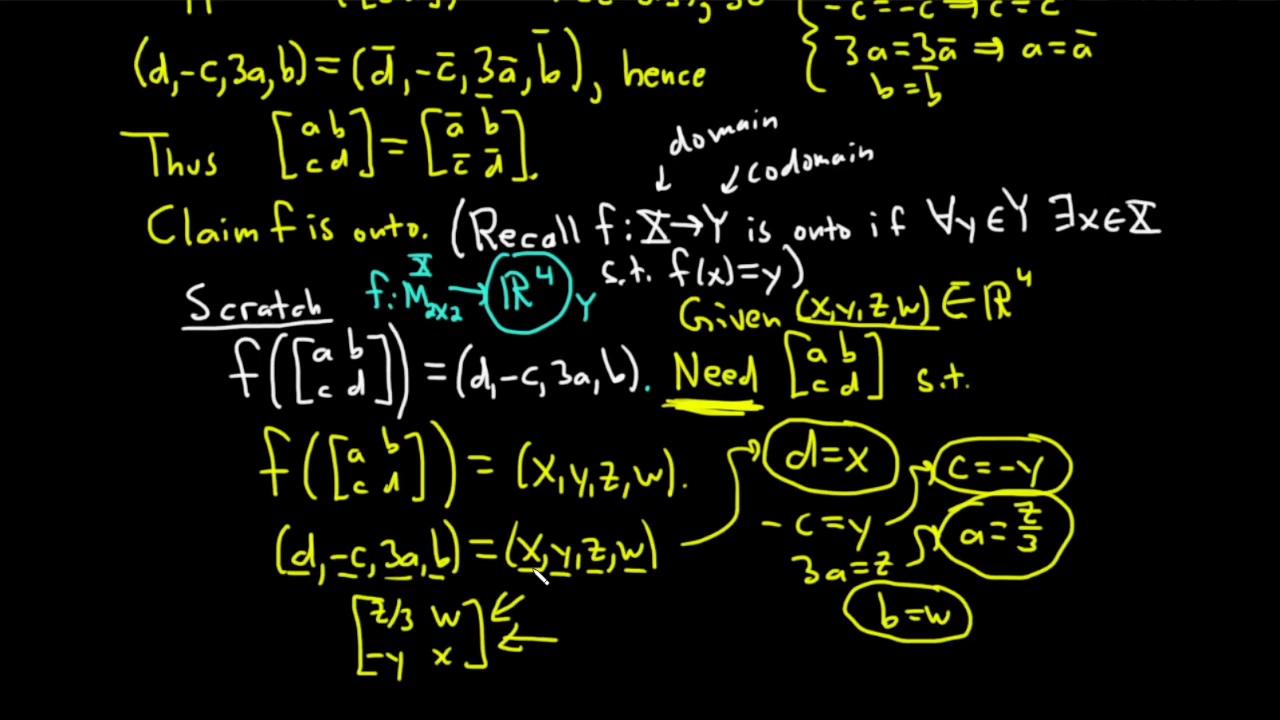 -c = -c̄ ⇒ c = c̄
(d, -c, 3a, b) = (d̄, -c̄, 3ā, b̄), hence
3a = 3ā ⇒ a = ā
b = b̄
Thus [a b; c d] = [ā b̄; c̄ d̄].
domain
codomain
Claim f is onto. (Recall f: X → Y is onto if ∀y ∈ Y ∃x ∈ X
s.t. f(x) = y)
Scratch
X
f: M₂ₓ₂ → ℝ⁴ Y
Given (x, y, z, w) ∈ ℝ⁴
f([a b; c d]) = (d, -c, 3a, b). Need [a b; c d] s.t.
f([a b; c d]) = (x, y, z, w).
d = x
c = -y
-c = y
a = z/3
(d, -c, 3a, b) = (x, y, z, w)
3a = z
b = w
[z/3 w
-y x]